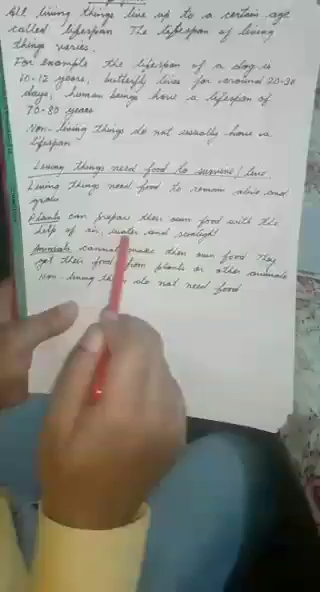 All living things live up to a certain age
called lifespan. The lifespan of living
things varies.
For example the lifespan of a dog is
10-12 years, butterfly lives for around 20-30
days, human beings have a lifespan of
70-80 years
Non-living things do not usually have a
lifespan
Living things need food to survive/live
Living things need food to remain alive and
grow
Plants can prepare their own food with the
help of air, water and sunlight
Animals cannot make their own food They
get their food from plants or other animals
Non-living things do not need food